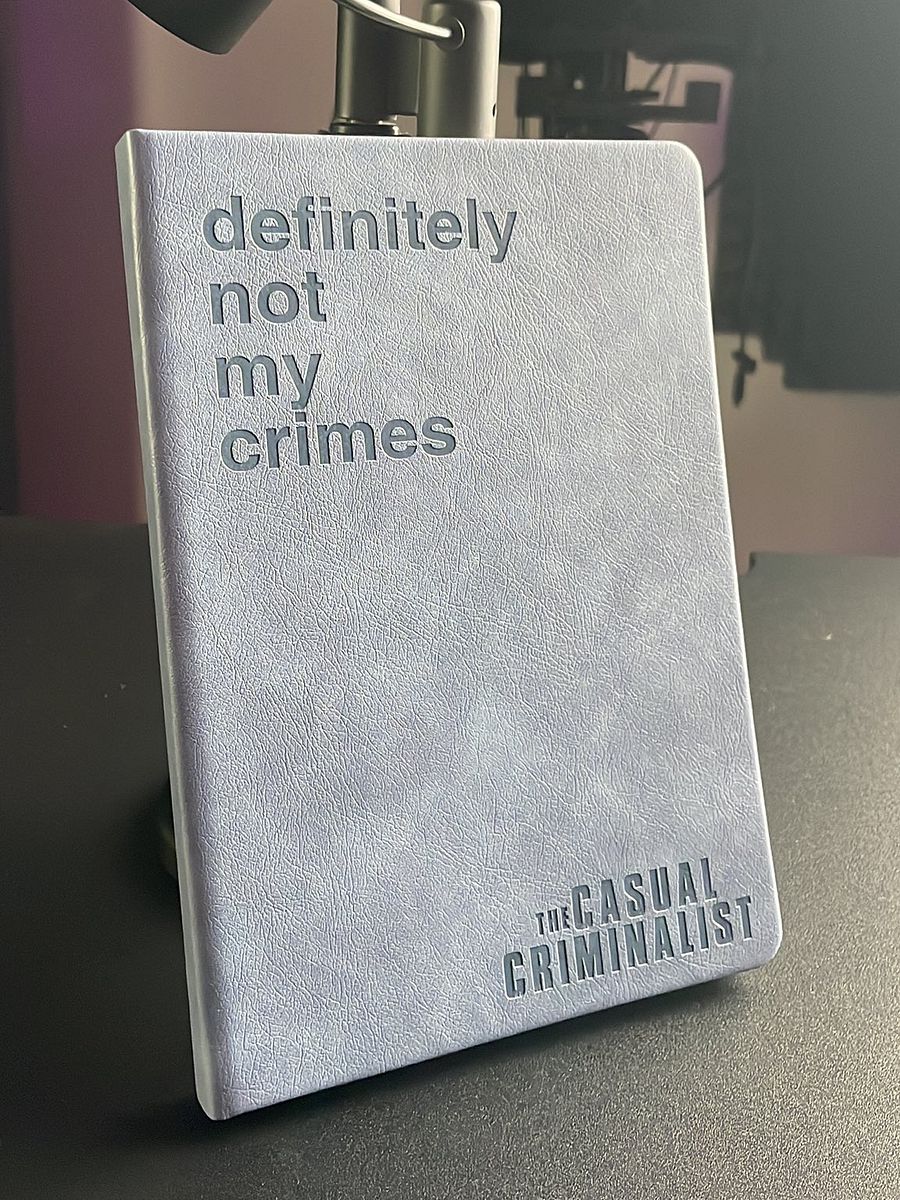 definitely
not
my
crimes
THE CASUAL
CRIMINALIST